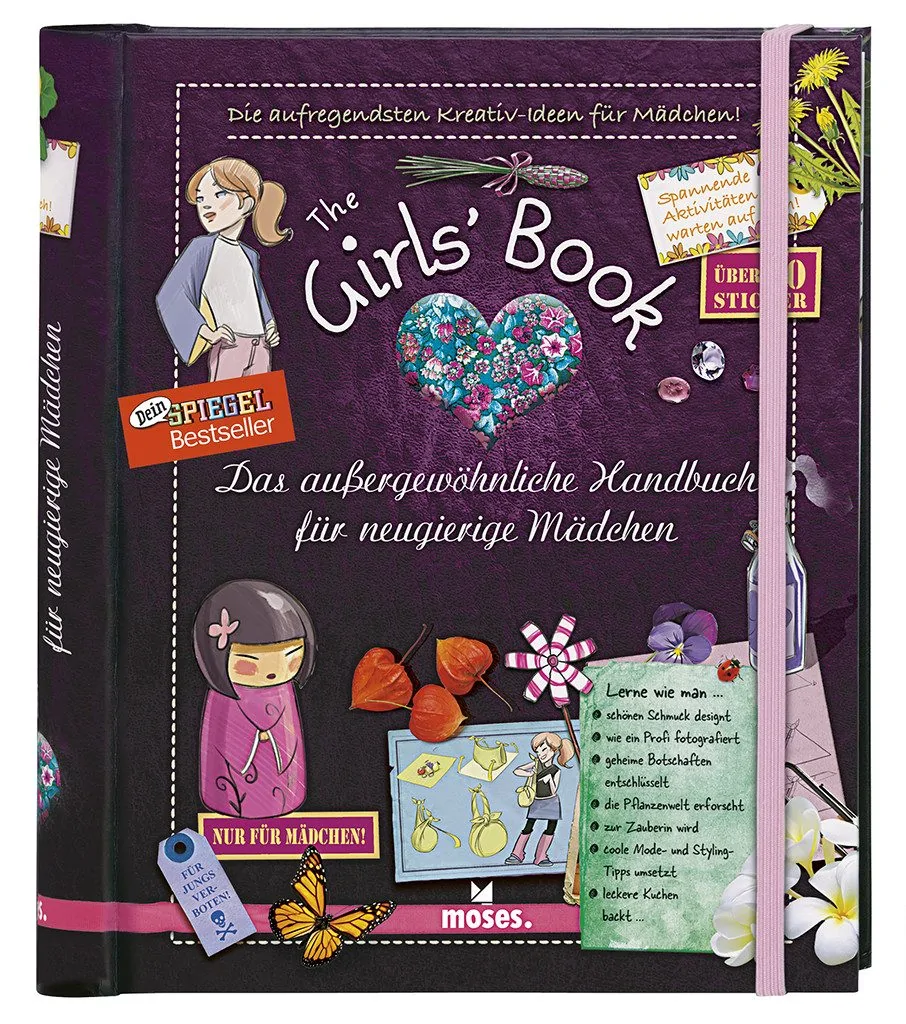 Die aufregendsten Kreativ-Ideen für Mädchen!
The
Girls' Book
Spannende
Aktivitäten
warten auf
ÜBER
STICKER
Dein SPIEGEL
Bestseller
Das außergewöhnliche Handbuch
für neugierige Mädchen
für neugierige Mädchen
Lerne wie man ...
schönen Schmuck designt
wie ein Profi fotografiert
geheime Botschaften
entschlüsselt
die Pflanzenwelt erforscht
zur Zauberin wird
coole Mode- und Styling-
Tipps umsetzt
leckere Kuchen
backt ...
NUR FÜR MÄDCHEN!
FÜR
JUNGS
VER-
BOTEN!
moses.